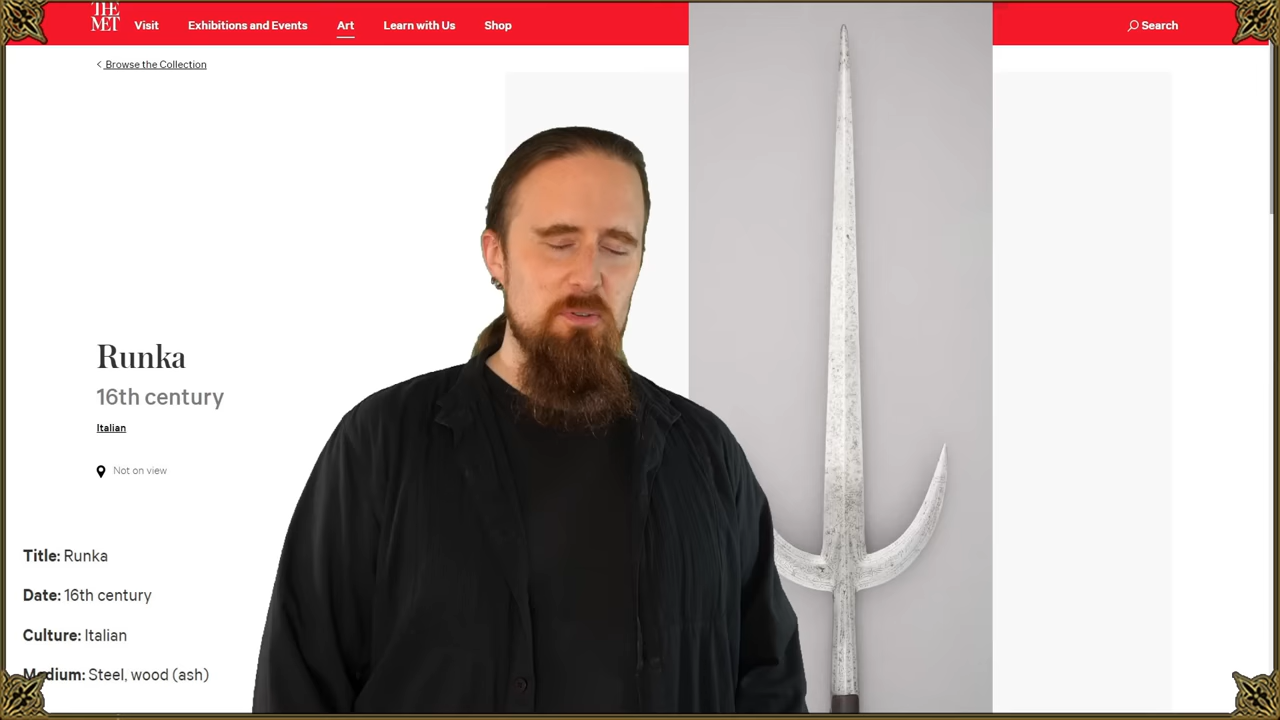 THE MET
Visit
Exhibitions and Events
Art
Learn with Us
Shop
Search
< Browse the Collection
Runka
16th century
Italian
Not on view
Title: Runka
Date: 16th century
Culture: Italian
Medium: Steel, wood (ash)